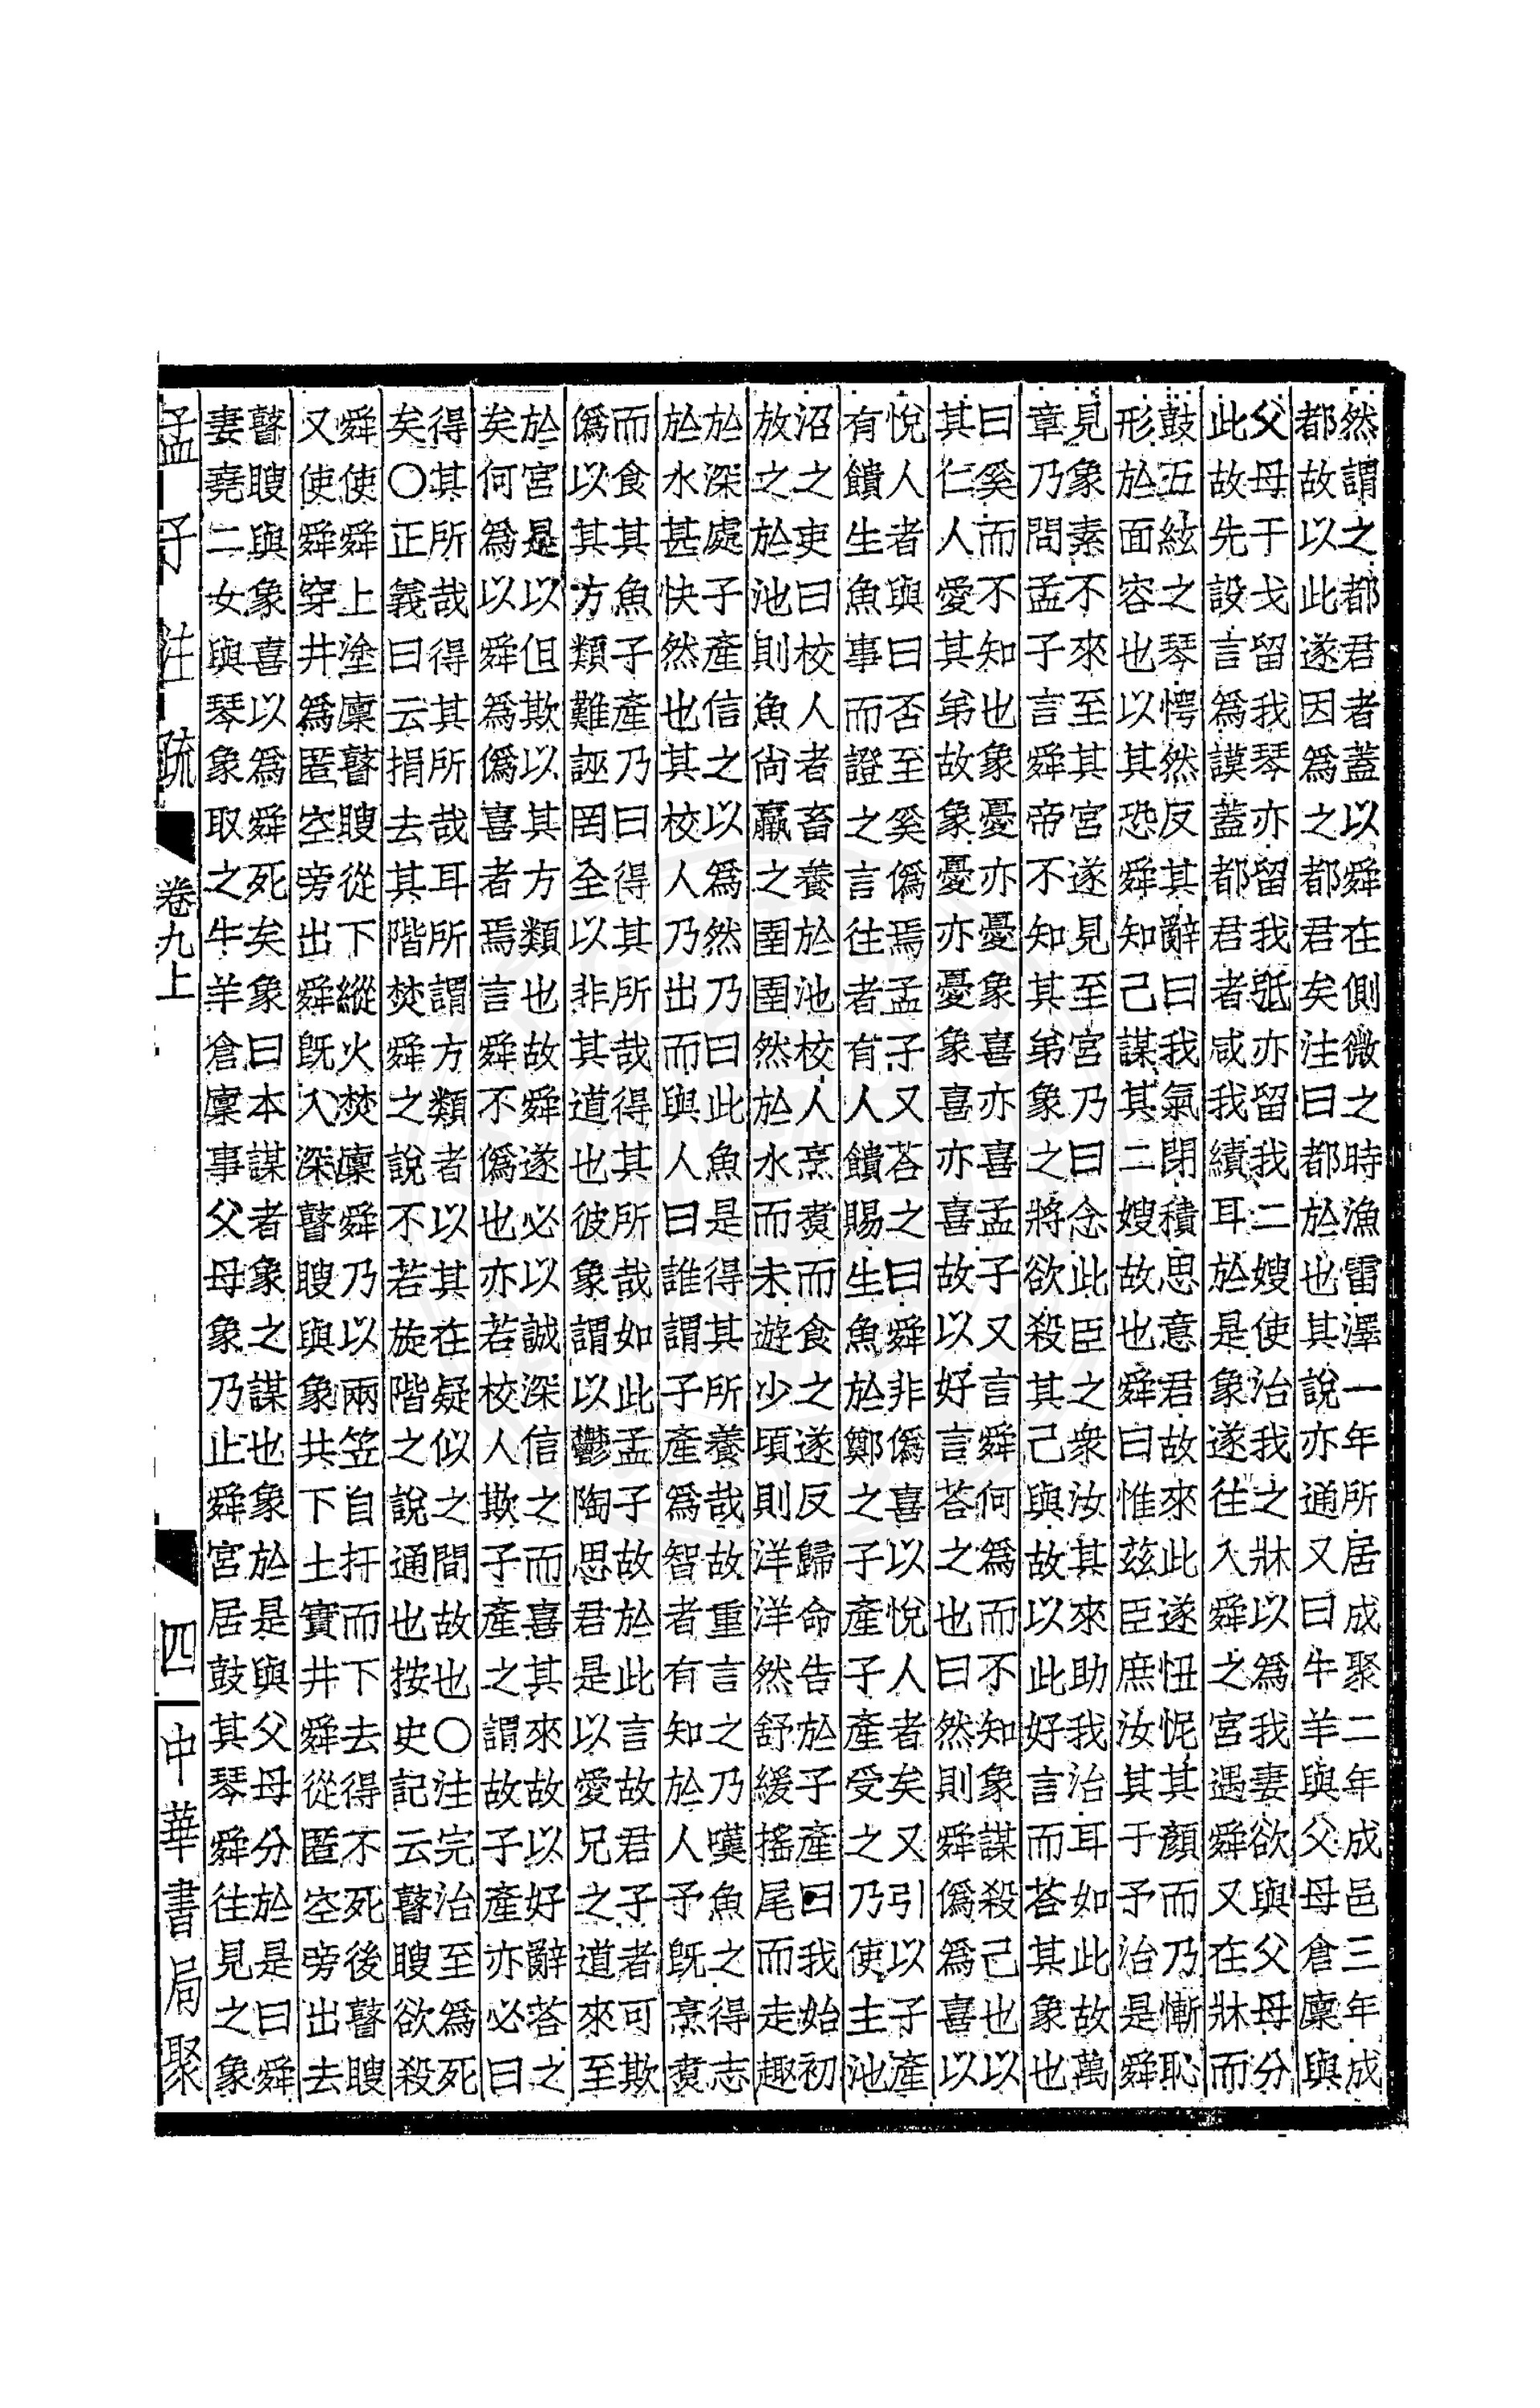 然謂之都君者蓋以舜在側微之時漁雷澤一年所居成聚二年成邑三年成
都故以此遂因爲之都君矣注曰都於也其說亦通又曰牛羊與父母倉廩與
父母干戈留我琴亦留我弤亦留我二嫂使治我之牀以爲我妻欲與父母分
此故先設言爲謨蓋都君者咸我績耳於是象遂往入舜之宮遇舜又在牀而
鼓五絃之琴愕然反其辭曰我氣閉積思意君故來此遂忸怩其顏而乃慚恥
形於面容也以其恐舜知己謀其二嫂故也舜曰惟茲臣庶汝其于予治是舜
見象素不來至其宮遂見至宮乃曰念此臣之衆汝其來助我治耳如此故萬
章乃問孟子言舜帝不知其弟象之將欲殺其己與故以此好言而荅其象也
曰奚而不知也象憂亦憂象喜亦喜孟子又言舜何爲而不知象謀殺己也以
其仁人愛其弟故象憂亦憂象喜亦喜故以好言荅之也曰然則舜僞爲喜以
悅人者與曰否至奚僞焉孟子又荅之曰舜非僞喜以悅人者矣又引以子產
有饋生魚事而證之言往者有人饋賜生魚於鄭之子產子產受之乃使主池
沼之吏曰校人者畜養於池校人烹煑而食之遂反歸命告於子產曰我始初
放之於池則魚尙羸之圉圉然於水而未遊少頃則洋洋然舒緩搖尾而走趣
於深處子產信之以爲然乃曰此魚是得其所養哉故重言之乃嘆魚之得志
於水甚快然也其校人乃出而與人曰誰謂子產爲智者有知於人予旣烹煑
而食其魚子產乃曰得其所哉得其所哉如此孟子故於此言故君子者可欺
僞以其方類難誣罔全以非其道也彼象謂以鬱陶思君是以愛兄之道來至
於宮是以但欺以其方類也故舜遂必以誠深信之而喜其來故以好辭荅之
矣何爲以舜爲僞喜者焉言舜不僞也亦若校人欺子產之謂故子產亦必曰
得其所哉得其所哉耳所謂方類者以其在疑似之間故也○注完治至爲死
矣○正義曰云捐去其階焚舜之說不若旋階之說通也按史記云瞽瞍欲殺
舜使舜上塗廩瞽瞍從下縱火焚廩舜乃以兩笠自扞而下去得不死後瞽瞍
又使舜穿井爲匿空旁出舜旣入深瞽瞍與象共下土實井舜從匿空旁出去
瞽瞍與象喜以爲舜死矣象曰本謀者象之謀也象於是與父母分於是曰舜
妻堯二女與琴象取之牛羊倉廩事父母象乃止舜宮居鼓其琴舜往見之象
孟子注疏 卷九上 四 中華書局聚